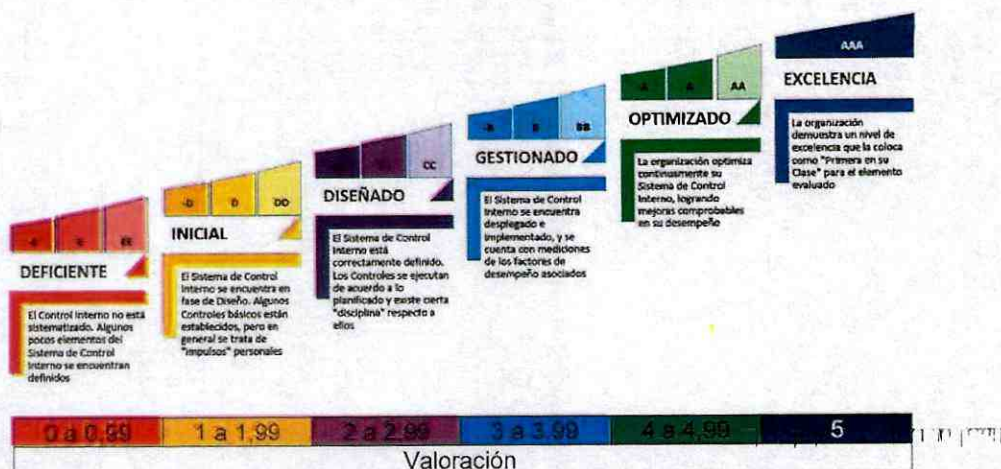 AAA
EXCELENCIA
La organización
demuestra un nivel de
excelencia que la coloca
como "Primera en su
Clase" para el elemento
evaluado
-A A AA
OPTIMIZADO
La organización optimiza
continuamente su
Sistema de Control
Interno, logrando
mejoras comprobables
en su desempeño
-B B BB
GESTIONADO
El Sistema de Control
Interno se encuentra
desplegado e
implementado, y se
cuenta con mediciones
de los factores de
desempeño asociados
CC
DISEÑADO
El Sistema de Control
Interno está
correctamente definido.
Los Controles se ejecutan
de acuerdo a lo
planificado y existe cierta
"disciplina" respecto a
ellos
-D D DD
INICIAL
El Sistema de Control
Interno se encuentra en
fase de Diseño. Algunos
Controles básicos están
establecidos, pero en
general se trata de
"impulsos" personales
-E E EE
DEFICIENTE
El Control Interno no está
sistematizado. Algunos
pocos elementos del
Sistema de Control
Interno se encuentran
definidos
0 a 0,99 1 a 1,99 2 a 2,99 3 a 3,99 4 a 4,99 5
Valoración